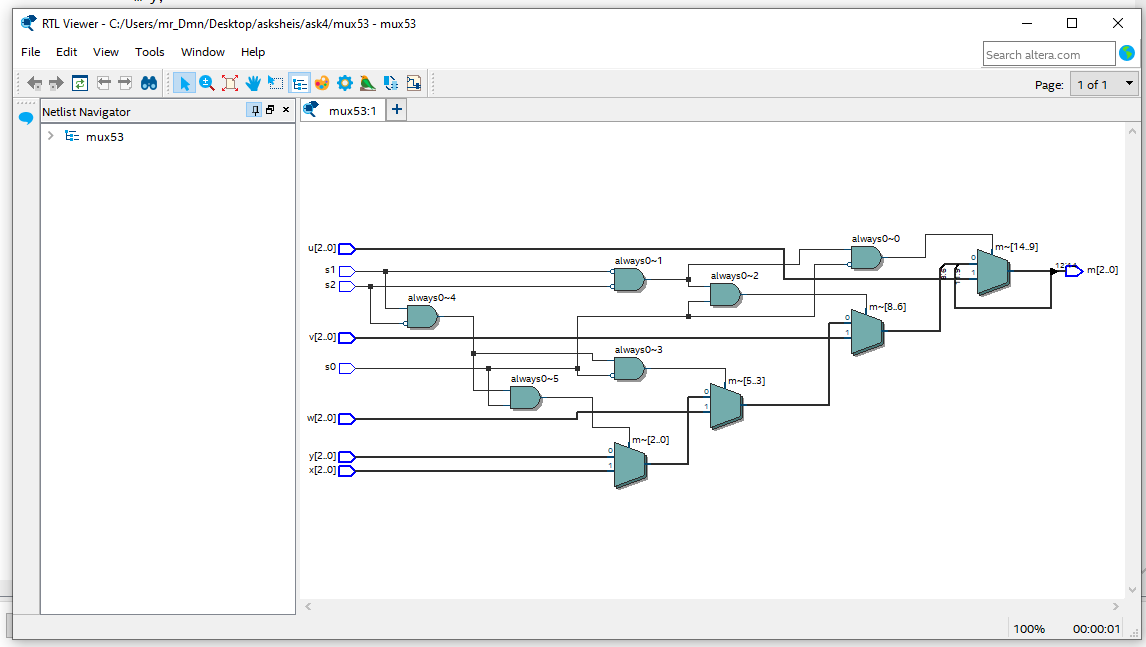 RTL Viewer - C:/Users/mr_Dmn/Desktop/asksheis/ask4/mux53 - mux53
File Edit View Tools Window Help
Search altera.com
Page: 1 of 1
Netlist Navigator
mux53
mux53:1
always0~0
u[2..0]
m~[14..9]
always0~1
s1
0
1
m[2..0]
always0~2
s2
always0~4
m~[8..6]
0
1
v[2..0]
always0~3
s0
always0~5
m~[5..3]
0
1
w[2..0]
m~[2..0]
0
1
y[2..0]
x[2..0]
100% 00:00:01